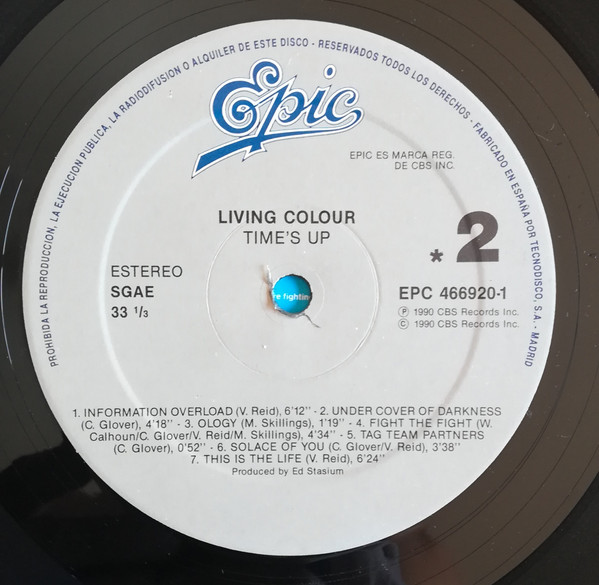 PROHIBIDA LA REPRODUCCION, LA EJECUCION PUBLICA, LA RADIODIFUSION O ALQUILER DE ESTE DISCO - RESERVADOS TODOS LOS DERECHOS - FABRICADO EN ESPAÑA POR TECNODISCO, S.A. - MADRID
Epic
EPIC ES MARCA REG.
DE CBS INC.
LIVING COLOUR
TIME'S UP
* 2
ESTEREO
SGAE
33 1/3
re fighting
EPC 466920-1
Ⓟ 1990 CBS Records Inc.
© 1990 CBS Records Inc.
1. INFORMATION OVERLOAD (V. Reid), 6'12" - 2. UNDER COVER OF DARKNESS
(C. Glover), 4'18" - 3. OLOGY (M. Skillings), 1'19" - 4. FIGHT THE FIGHT (W.
Calhoun/C. Glover/V. Reid/M. Skillings), 4'34" - 5. TAG TEAM PARTNERS
(C. Glover), 0'52" - 6. SOLACE OF YOU (C. Glover/V. Reid), 3'38"
7. THIS IS THE LIFE (V. Reid), 6'24"
Produced by Ed Stasium